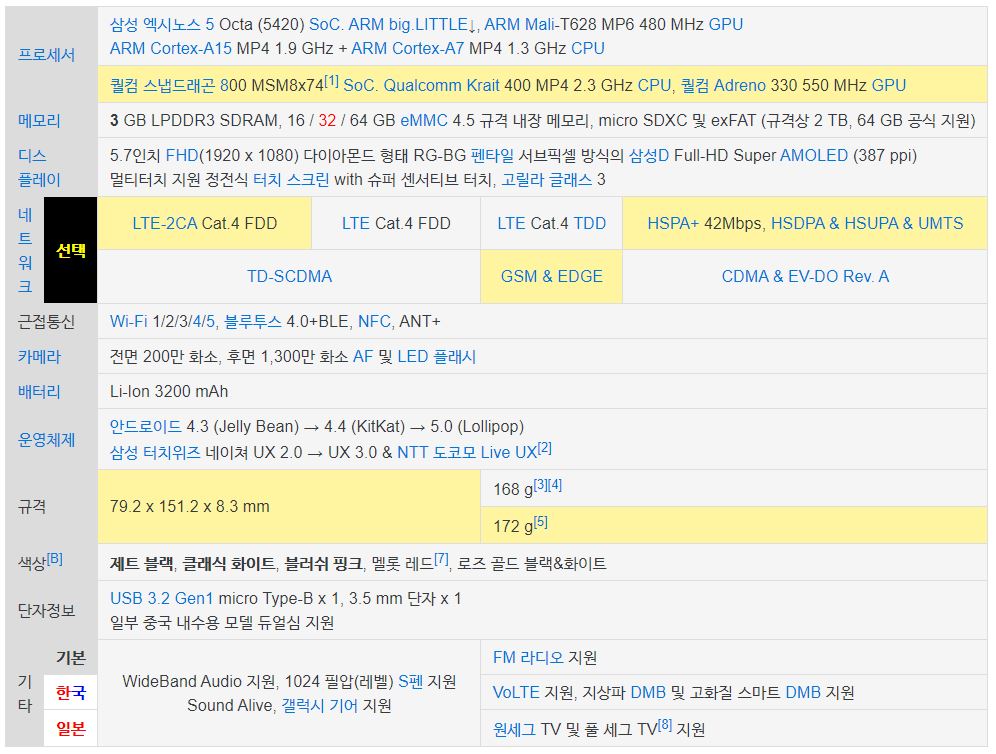 프로세서
삼성 엑시노스 5 Octa (5420) SoC. ARM big.LITTLE↓, ARM Mali-T628 MP6 480 MHz GPU
ARM Cortex-A15 MP4 1.9 GHz + ARM Cortex-A7 MP4 1.3 GHz CPU
퀄컴 스냅드래곤 800 MSM8x74[1] SoC. Qualcomm Krait 400 MP4 2.3 GHz CPU, 퀄컴 Adreno 330 550 MHz GPU
메모리
3 GB LPDDR3 SDRAM, 16 / 32 / 64 GB eMMC 4.5 규격 내장 메모리, micro SDXC 및 exFAT (규격상 2 TB, 64 GB 공식 지원)
디스
플레이
5.7인치 FHD(1920 x 1080) 다이아몬드 형태 RG-BG 펜타일 서브픽셀 방식의 삼성D Full-HD Super AMOLED (387 ppi)
멀티터치 지원 정전식 터치 스크린 with 슈퍼 센서티브 터치, 고릴라 글래스 3
네
트
워
크
선택
LTE-2CA Cat.4 FDD
LTE Cat.4 FDD
LTE Cat.4 TDD
HSPA+ 42Mbps, HSDPA & HSUPA & UMTS
TD-SCDMA
GSM & EDGE
CDMA & EV-DO Rev. A
근접통신
Wi-Fi 1/2/3/4/5, 블루투스 4.0+BLE, NFC, ANT+
카메라
전면 200만 화소, 후면 1,300만 화소 AF 및 LED 플래시
배터리
Li-Ion 3200 mAh
운영체제
안드로이드 4.3 (Jelly Bean) → 4.4 (KitKat) → 5.0 (Lollipop)
삼성 터치위즈 네이쳐 UX 2.0 → UX 3.0 & NTT 도코모 Live UX[2]
규격
79.2 x 151.2 x 8.3 mm
168 g[3][4]
172 g[5]
색상[B]
제트 블랙, 클래식 화이트, 블러쉬 핑크, 멜롯 레드[7], 로즈 골드 블랙&화이트
단자정보
USB 3.2 Gen1 micro Type-B x 1, 3.5 mm 단자 x 1
일부 중국 내수용 모델 듀얼심 지원
기
타
기본
한국
일본
WideBand Audio 지원, 1024 필압(레벨) S펜 지원
Sound Alive, 갤럭시 기어 지원
FM 라디오 지원
VoLTE 지원, 지상파 DMB 및 고화질 스마트 DMB 지원
원세그 TV 및 풀 세그 TV[8] 지원